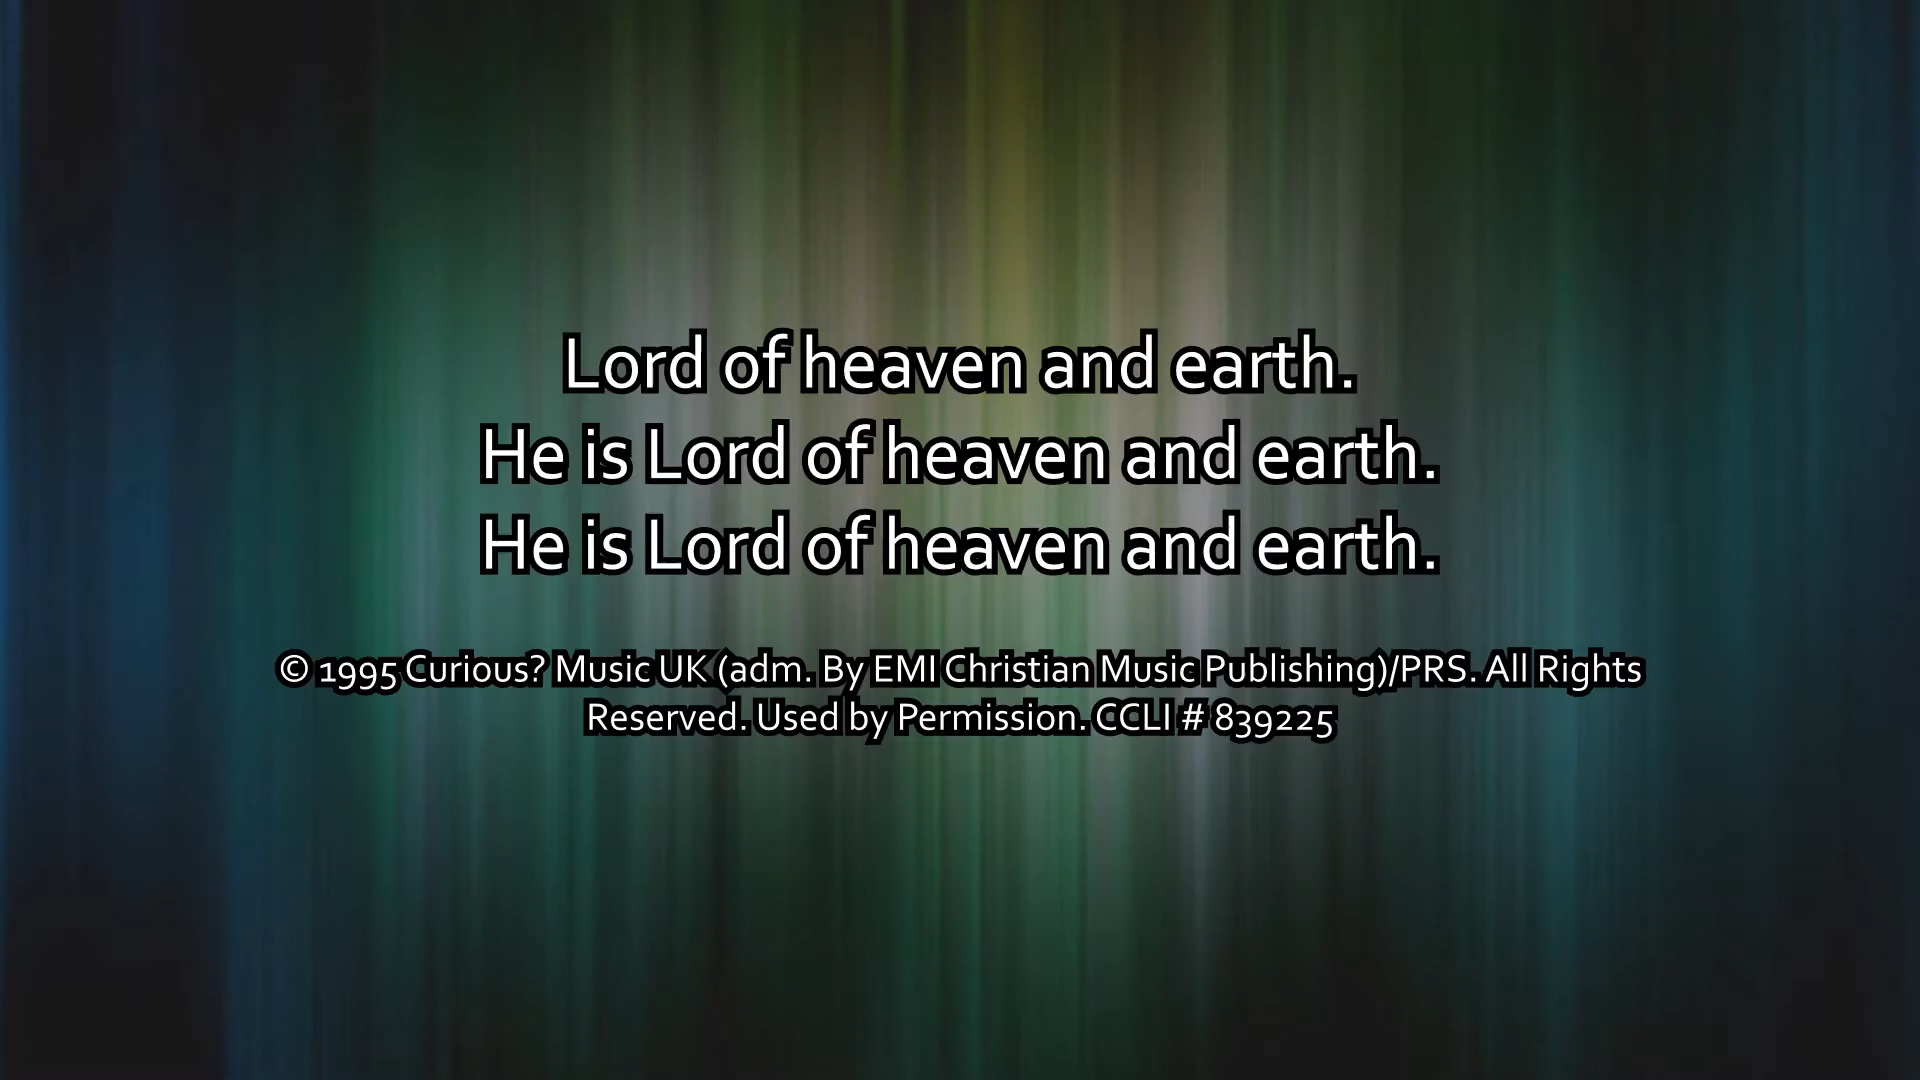 Lord of heaven and earth.
He is Lord of heaven and earth.
He is Lord of heaven and earth.
© 1995 Curious? Music UK (adm. By EMI Christian Music Publishing)/PRS. All Rights
Reserved. Used by Permission. CCLI # 839225